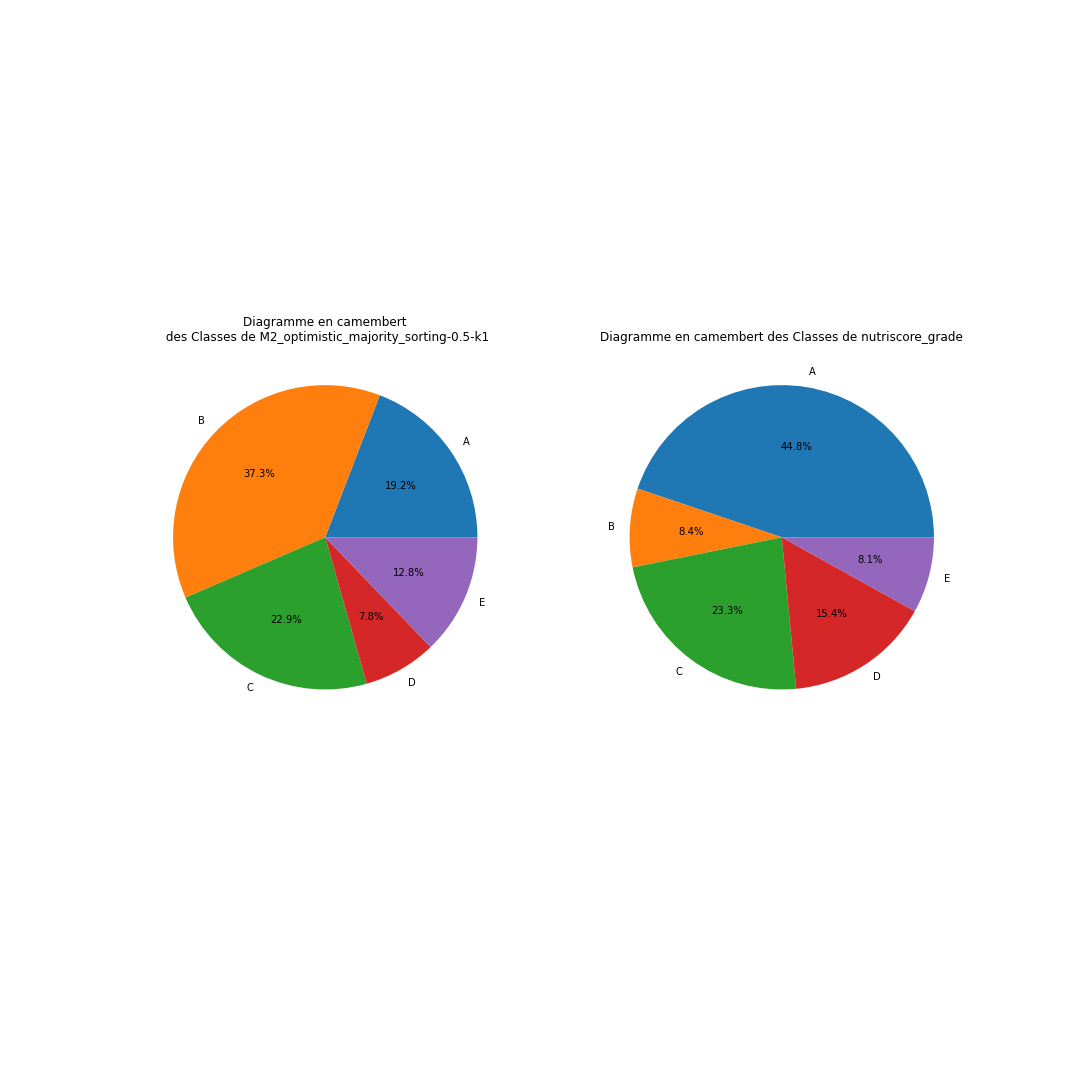 Diagramme en camembert
des Classes de M2_optimistic_majority_sorting-0.5-k1
A
19.2%
B
37.3%
C
22.9%
D
7.8%
E
12.8%
Diagramme en camembert des Classes de nutriscore_grade
A
44.8%
B
8.4%
C
23.3%
D
15.4%
E
8.1%